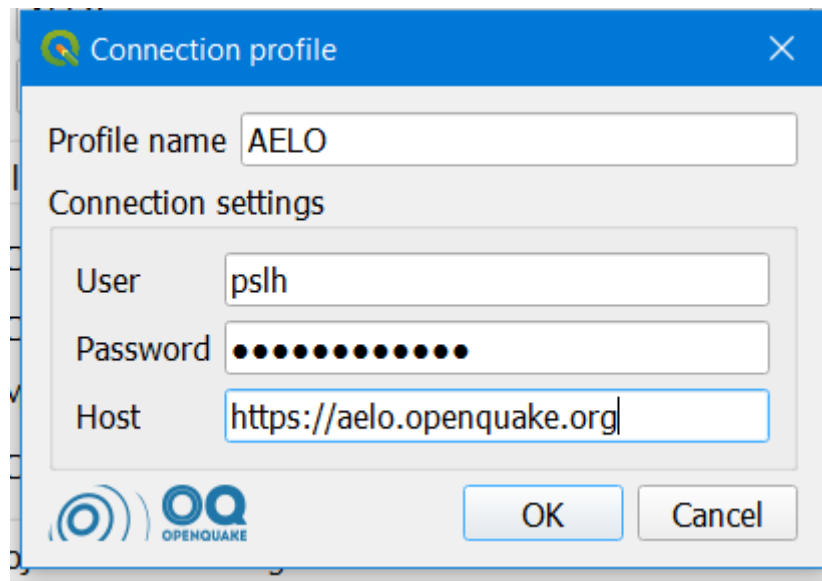 Connection profile
Profile name AELO
Connection settings
User pslh
Password ●●●●●●●●●●●●
Host https://aelo.openquake.org
OQ
OPENQUAKE
OK Cancel